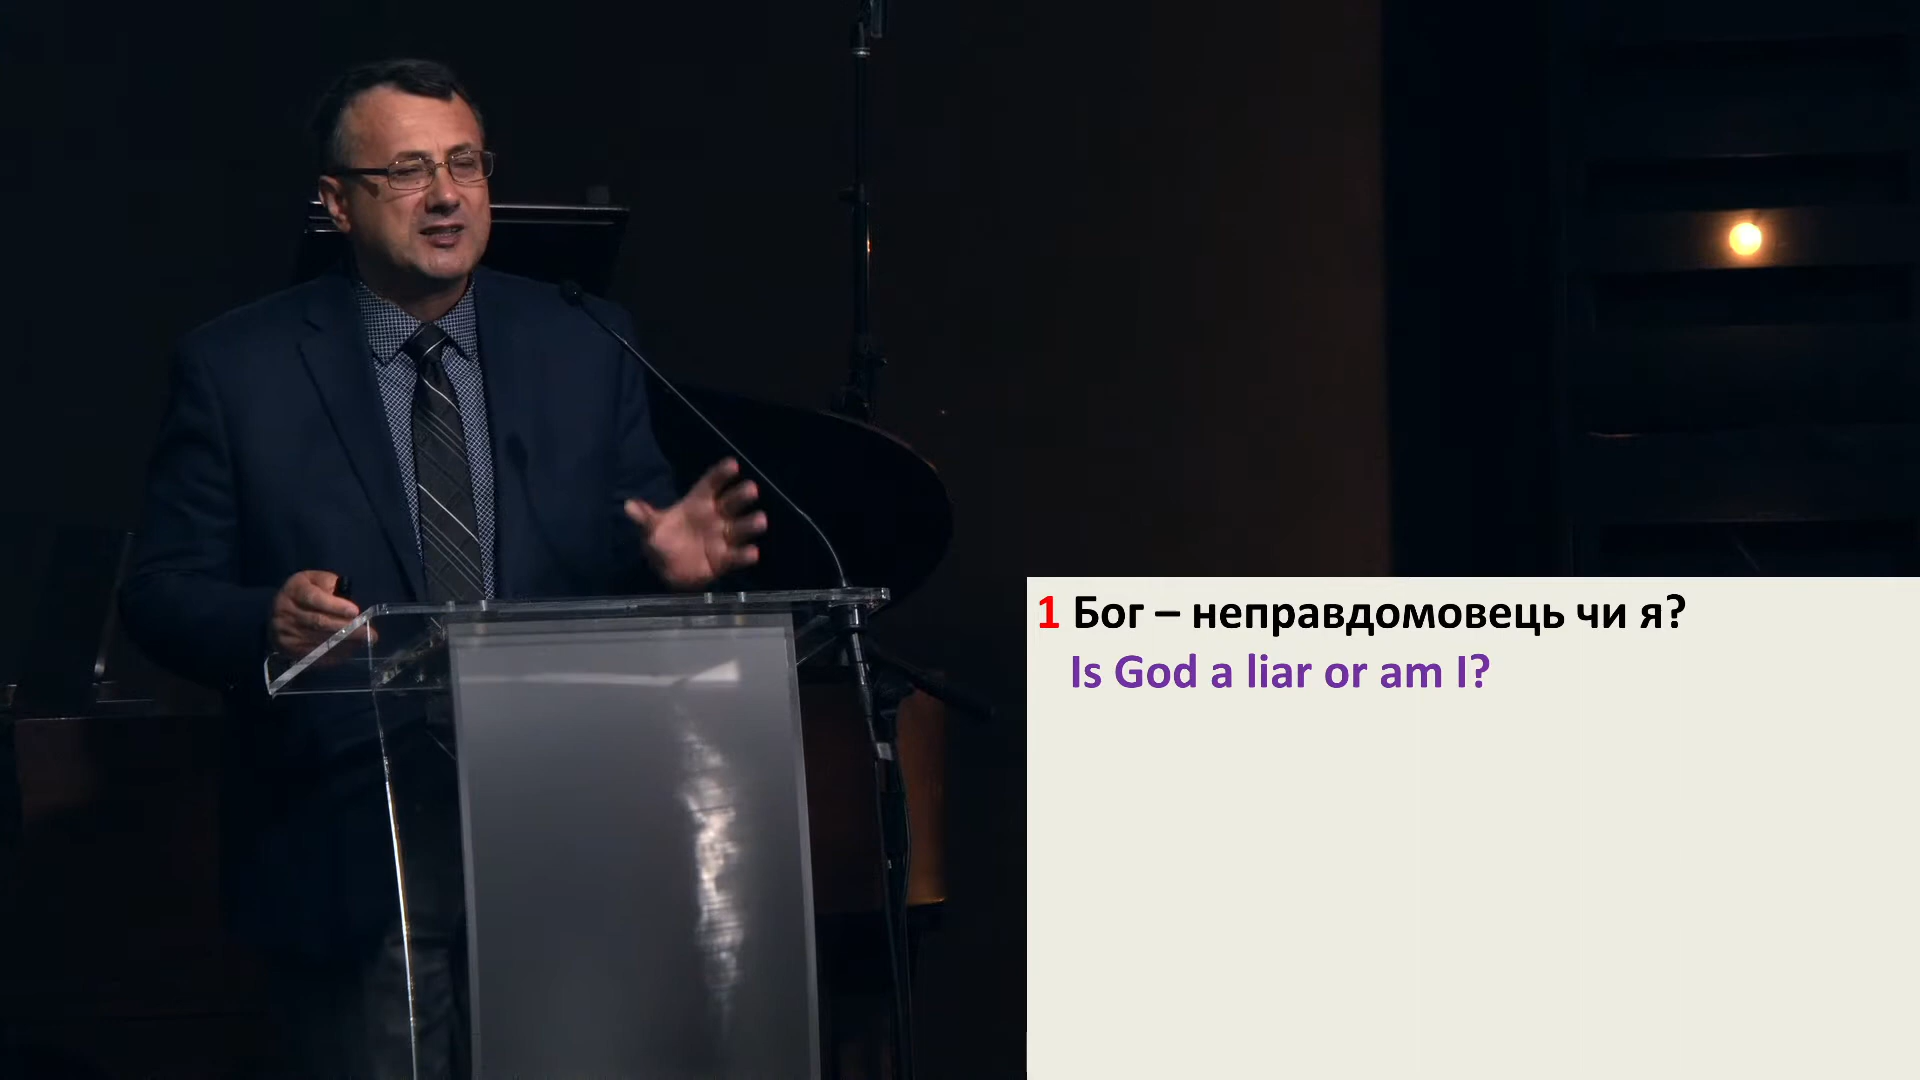 1 Бог – неправдомовець чи я?
Is God a liar or am I?